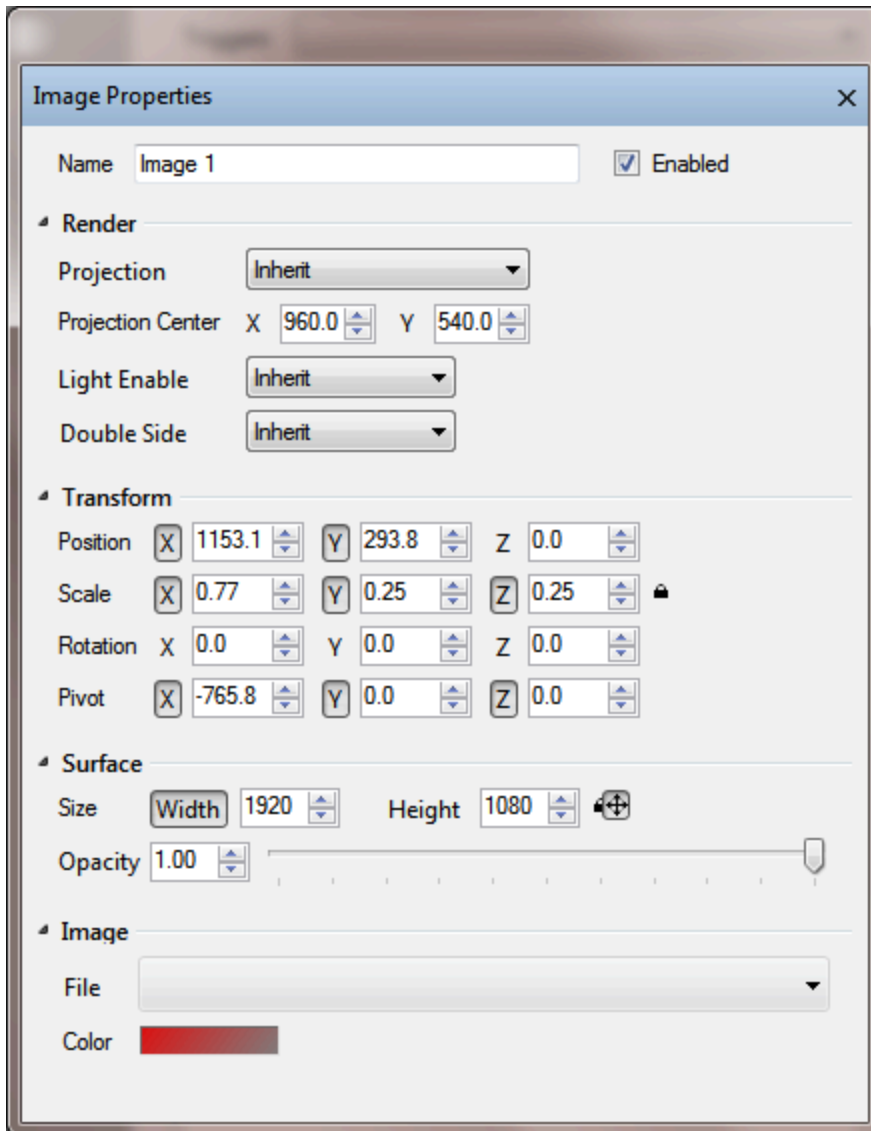 Image Properties
Name Image 1 Enabled
Render
Projection Inherit
Projection Center X 960.0 Y 540.0
Light Enable Inherit
Double Side Inherit
Transform
Position X 1153.1 Y 293.8 Z 0.0
Scale X 0.77 Y 0.25 Z 0.25
Rotation X 0.0 Y 0.0 Z 0.0
Pivot X -765.8 Y 0.0 Z 0.0
Surface
Size Width 1920 Height 1080
Opacity 1.00
Image
File
Color